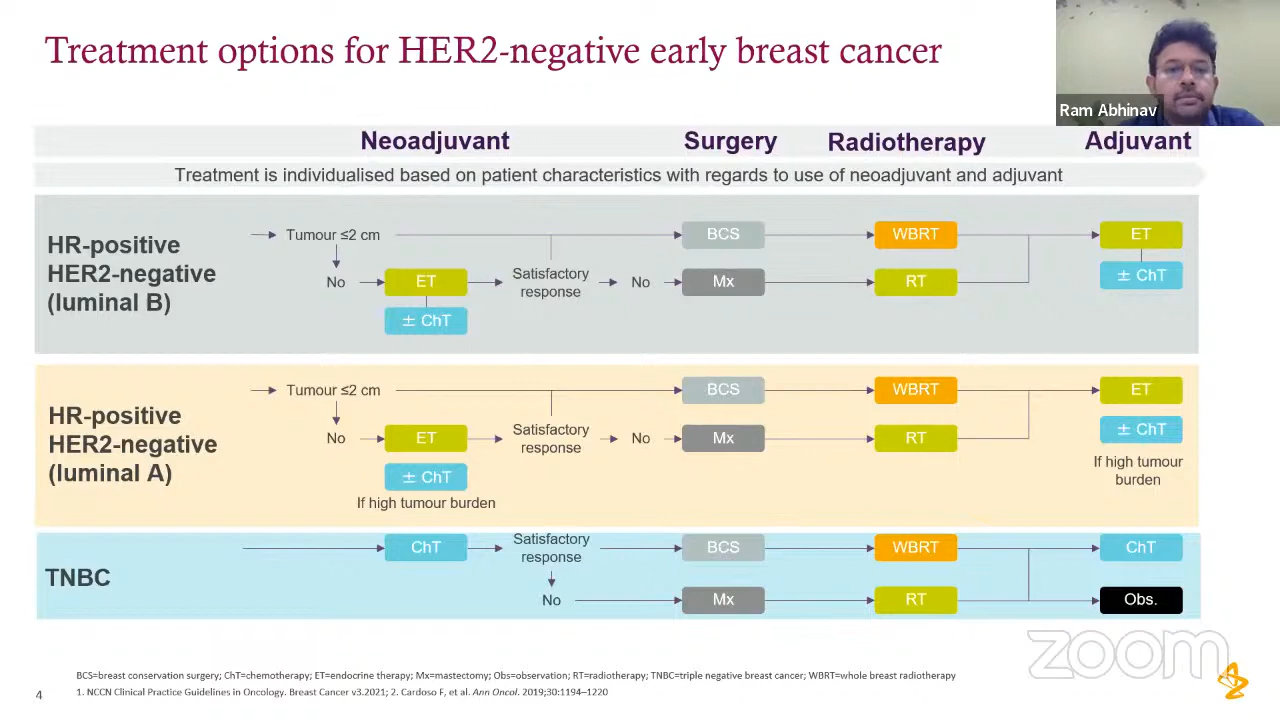 Treatment options for HER2-negative early breast cancer
Ram Abhinav
Neoadjuvant Surgery Radiotherapy Adjuvant
Treatment is individualised based on patient characteristics with regards to use of neoadjuvant and adjuvant
HR-positive
HER2-negative
(luminal B)
Tumour ≤2 cm
No
ET
± ChT
Satisfactory
response
No
BCS
Mx
WBRT
RT
ET
± ChT
HR-positive
HER2-negative
(luminal A)
Tumour ≤2 cm
No
ET
± ChT
If high tumour burden
Satisfactory
response
No
BCS
Mx
WBRT
RT
ET
± ChT
If high tumour
burden
TNBC
ChT
Satisfactory
response
No
BCS
Mx
WBRT
RT
ChT
Obs.
zoom
BCS=breast conservation surgery; ChT=chemotherapy; ET=endocrine therapy; Mx=mastectomy; Obs=observation; RT=radiotherapy; TNBC=triple negative breast cancer; WBRT=whole breast radiotherapy
4
1. NCCN Clinical Practice Guidelines in Oncology. Breast Cancer v3.2021; 2. Cardoso F, et al. Ann Oncol. 2019;30:1194–1220